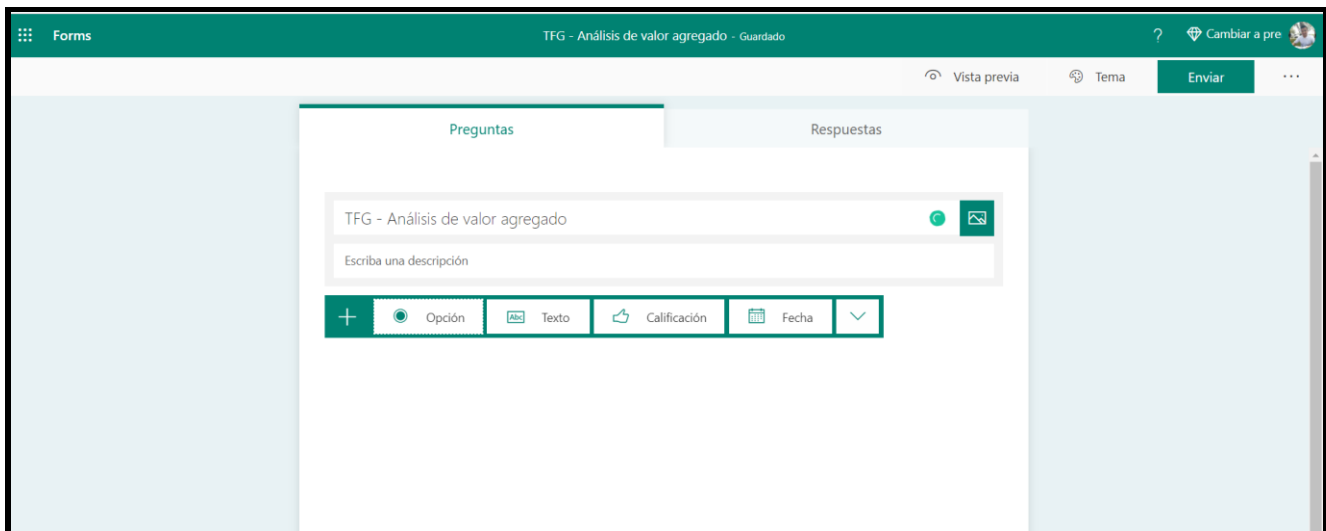 Forms
TFG - Análisis de valor agregado - Guardado
? Cambiar a pre
Vista previa
Tema
Enviar
...
Preguntas
Respuestas
TFG - Análisis de valor agregado
Escriba una descripción
+ Opción
Abc Texto
Calificación
Fecha